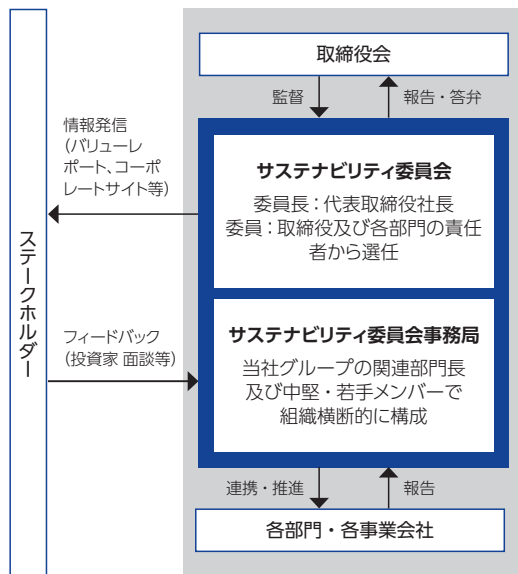 取締役会
監督
報告・答弁
情報発信
(バリューレ
ポート、コーポ
レートサイト等)
サステナビリティ委員会
委員長：代表取締役社長
委員：取締役及び各部門の責任
者から選任
ステークホルダー
フィードバック
(投資家 面談等)
サステナビリティ委員会事務局
当社グループの関連部門長
及び中堅・若手メンバーで
組織横断的に構成
連携・推進
報告
各部門・各事業会社